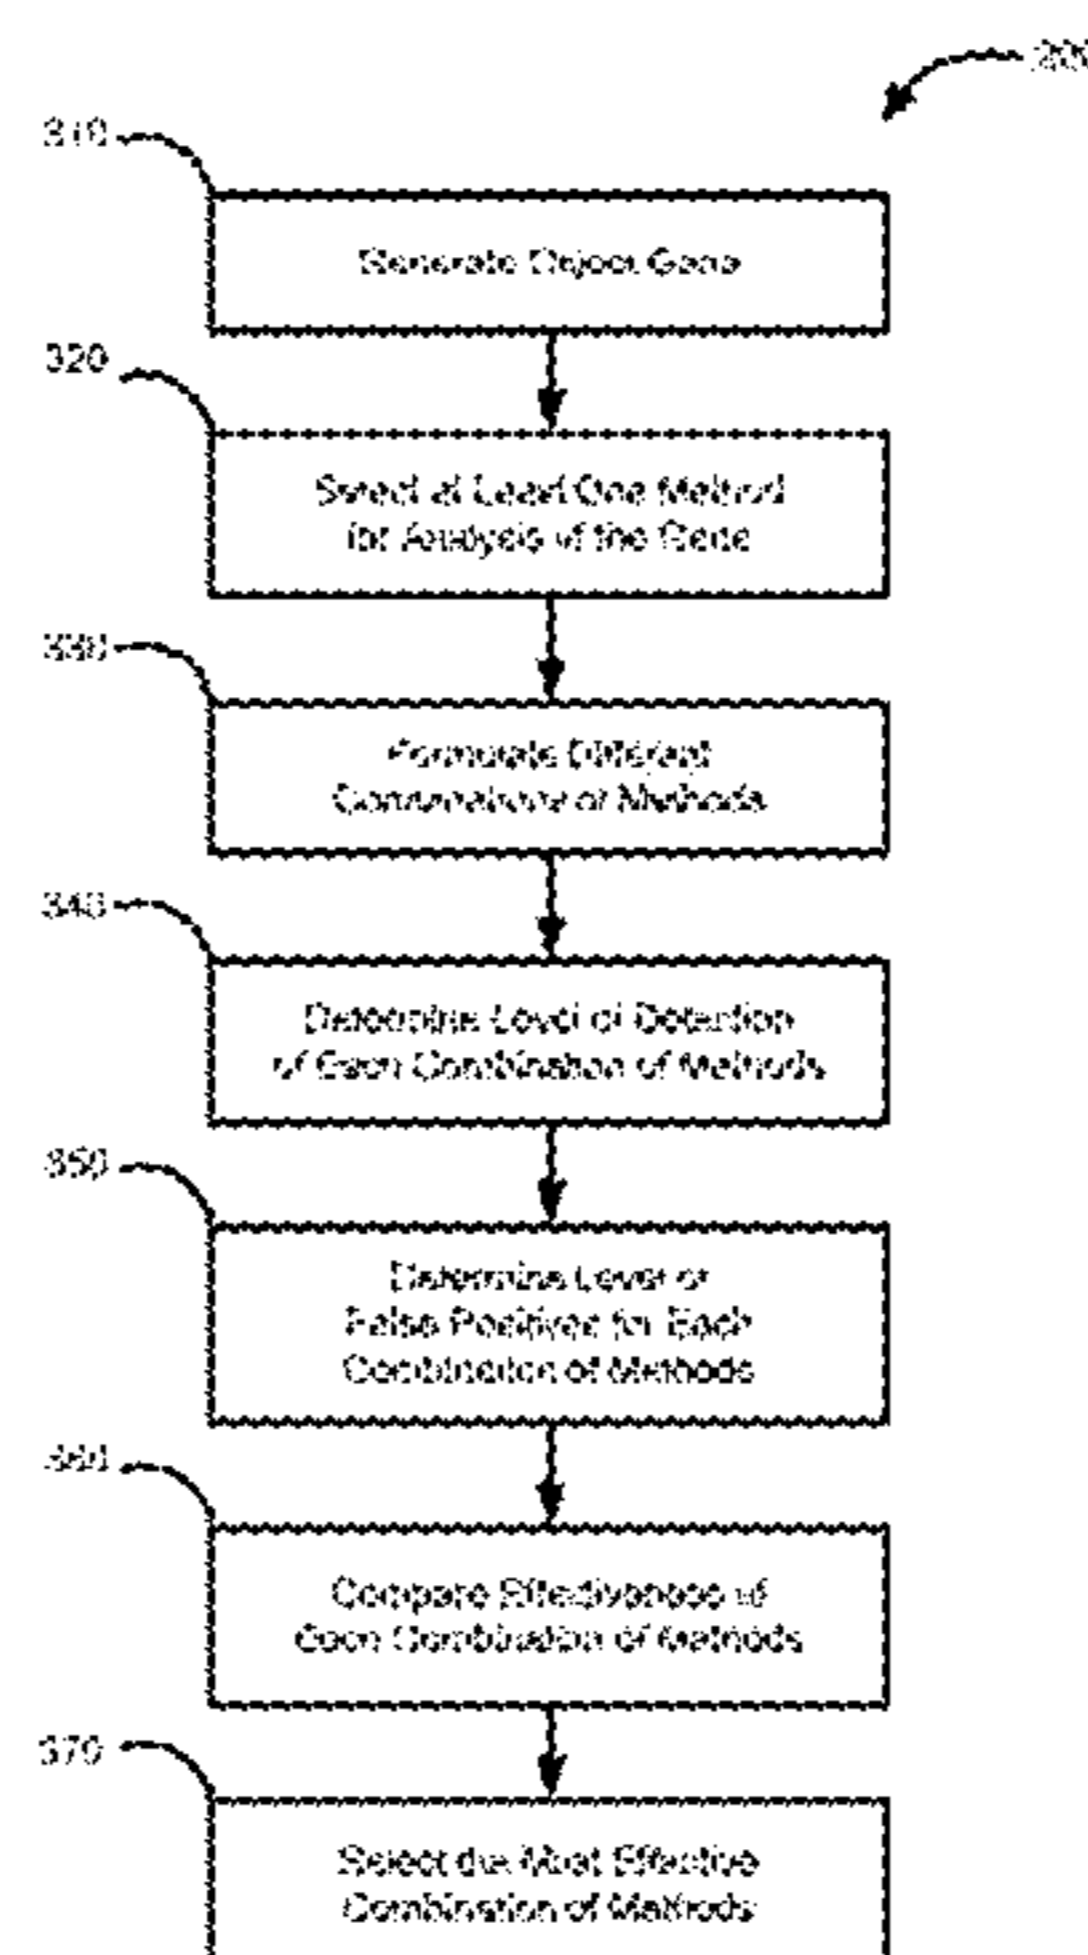 310
Generate Object Gene
320
Select at Least One Method
for Analysis of the Gene
330
Formulate Different
Combinations of Methods
340
Determine Level of Detection
of Each Combination of Methods
350
Determine Level of
False Positives for Each
Combination of Methods
360
Compare Effectiveness of
Each Combination of Methods
370
Select the Most Effective
Combination of Methods